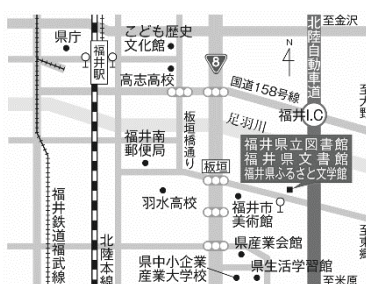 北陸自動車道
至金沢
こども歴史
文化館
県庁
福井駅
N
8
高志高校
国道158号線
至大野
福井I.C
足羽川
板垣橋通り
福井南
郵便局
板垣
福井県立図書館
福井県文書館
福井県ふるさと文学館
羽水高校
福井市
美術館
福井鉄道福武線
北陸本線
県産業会館
至東郷
県中小企業
産業大学校
県生活学習館
至米原